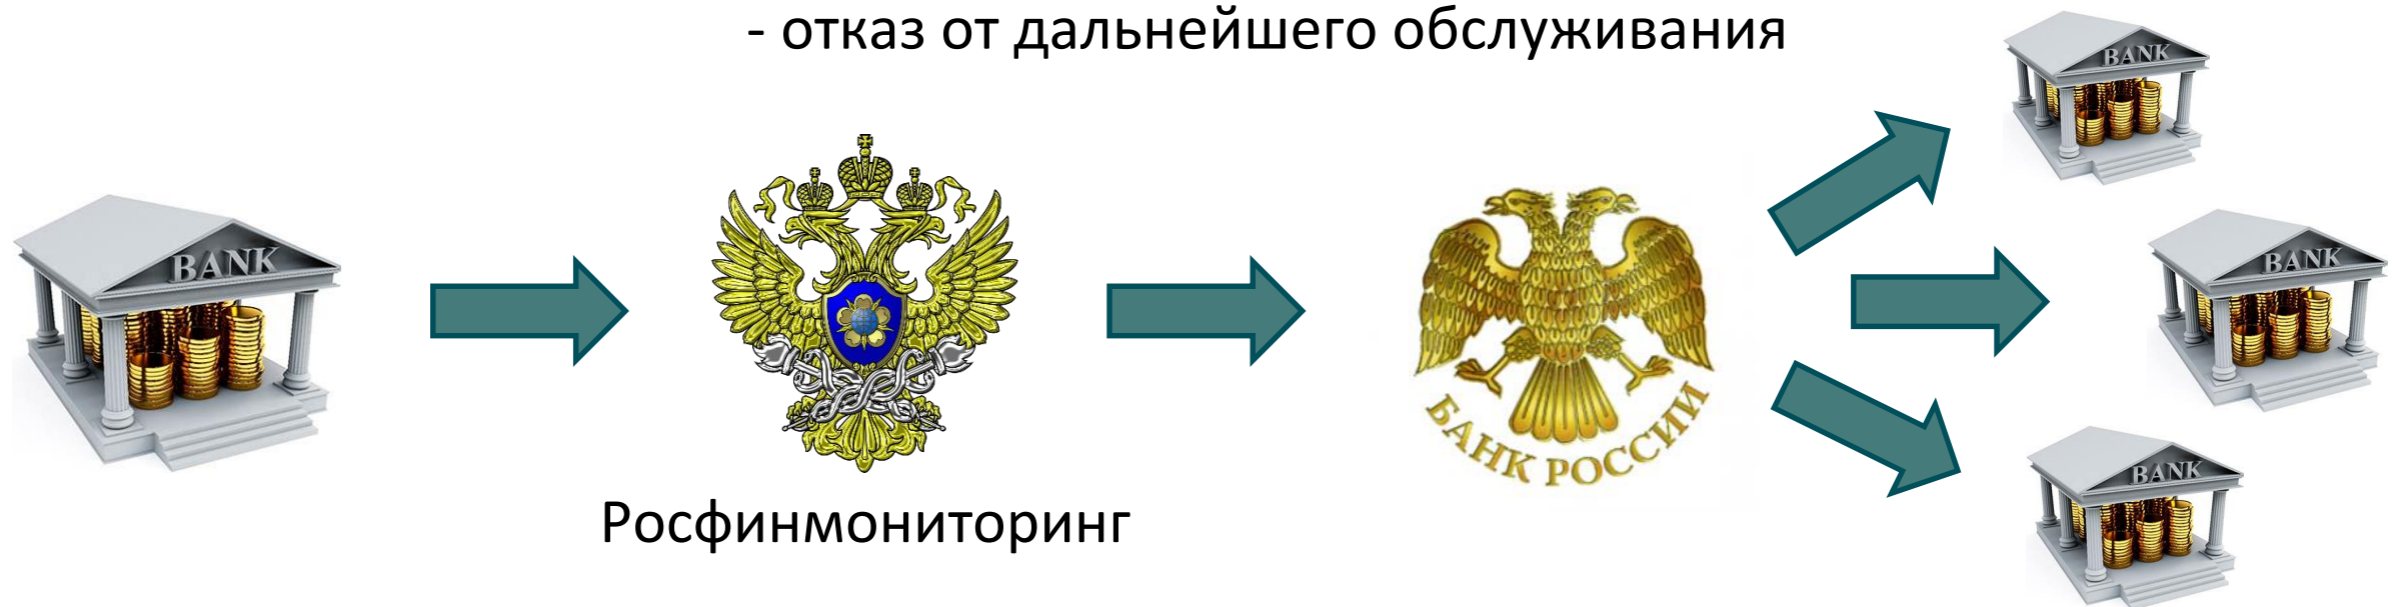 - отказ от дальнейшего обслуживания
BANK
BANK
BANK
БАНК РОССИИ
BANK
Росфинмониторинг